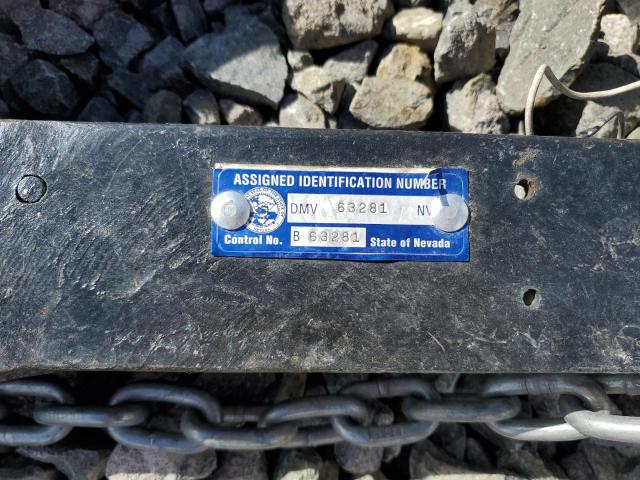 ASSIGNED IDENTIFICATION NUMBER
DMV 63281 NV
Control No. B 63281 State of Nevada